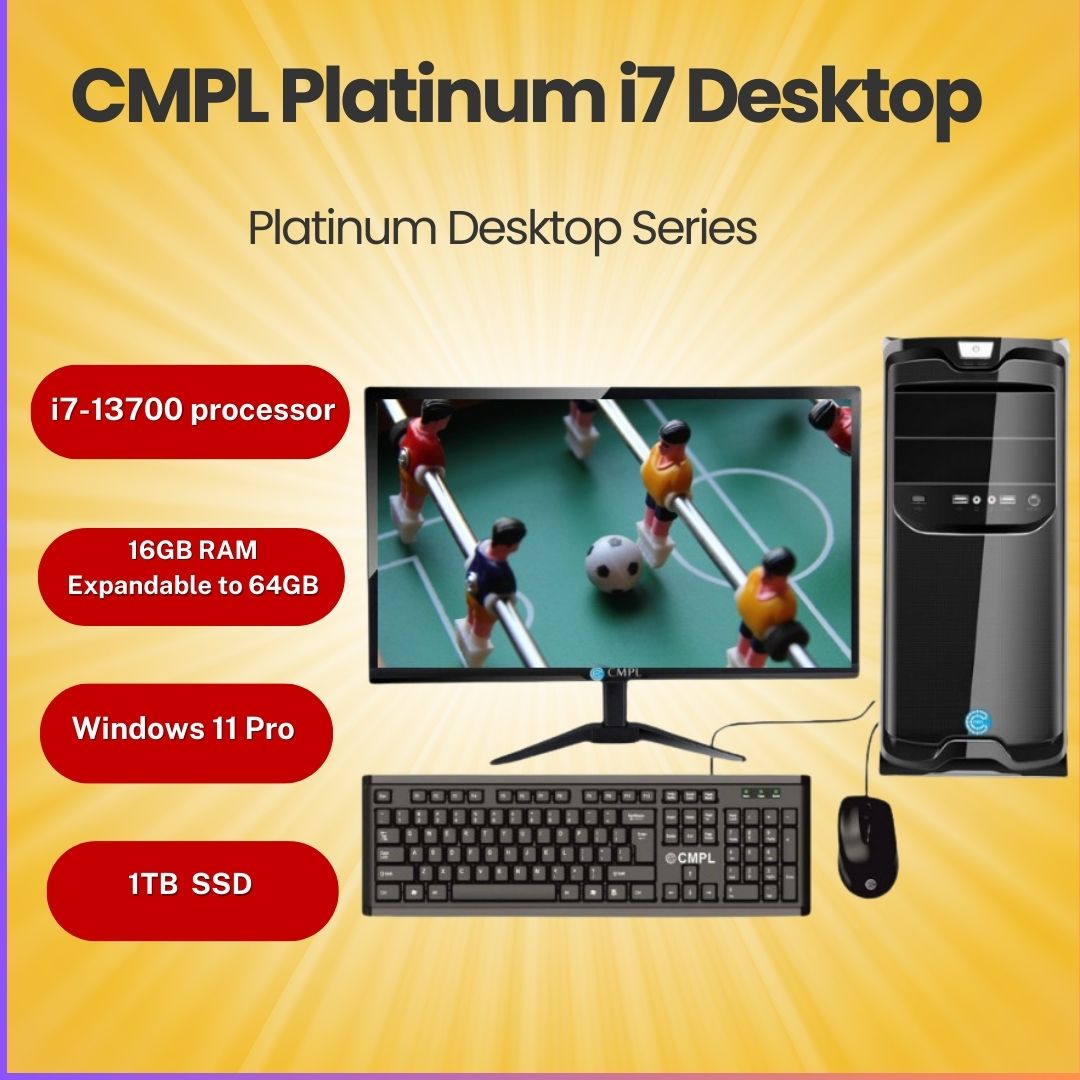 CMPL Platinum i7 Desktop
Platinum Desktop Series
i7-13700 processor
16GB RAM
Expandable to 64GB
Windows 11 Pro
1TB SSD
CMPL
CMPL